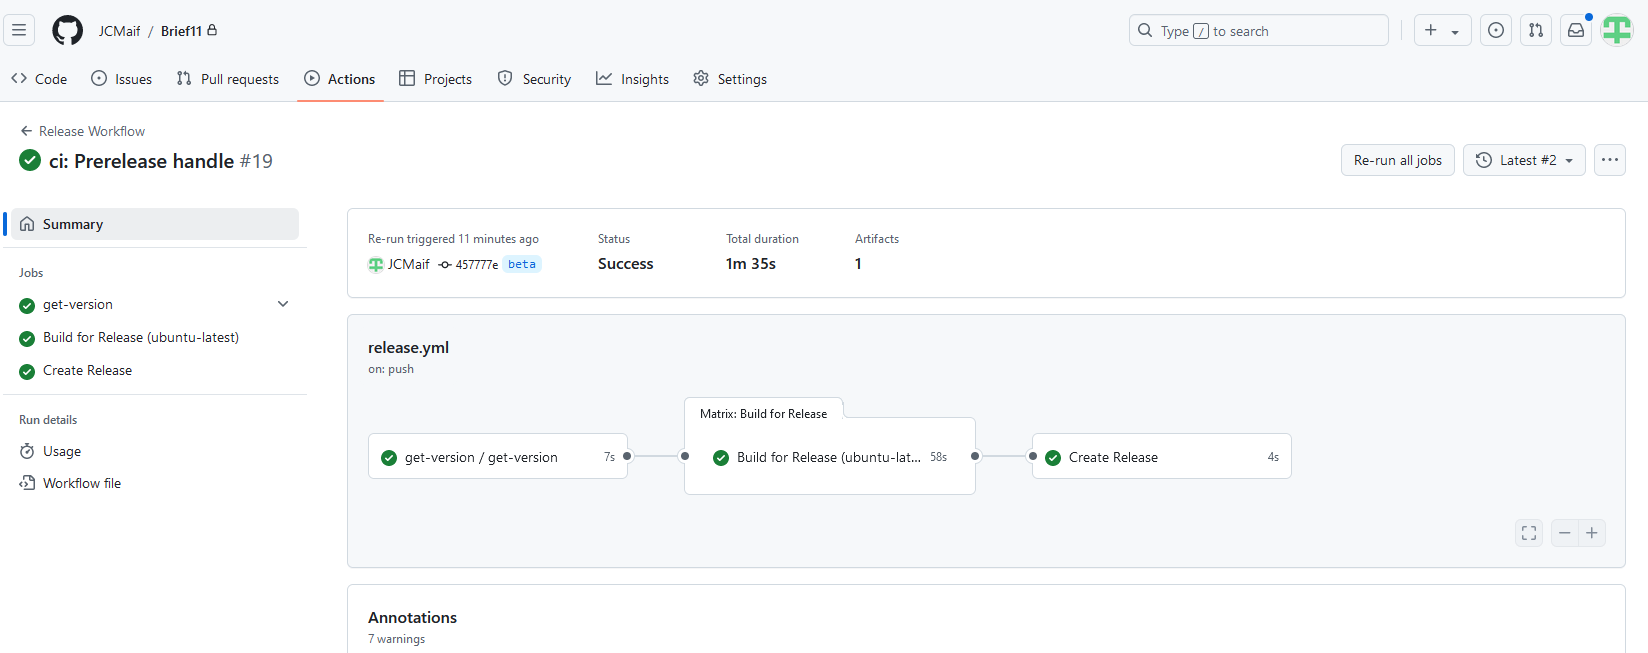 JCMaif / Brief11
Type / to search
Code Issues Pull requests Actions Projects Security Insights Settings
Release Workflow
ci: Prerelease handle #19
Re-run all jobs Latest #2
Summary
Jobs
get-version
Build for Release (ubuntu-latest)
Create Release
Run details
Usage
Workflow file
Re-run triggered 11 minutes ago
JCMaif 457777e beta
Status
Success
Total duration
1m 35s
Artifacts
1
release.yml
on: push
get-version / get-version 7s
Matrix: Build for Release
Build for Release (ubuntu-lat... 58s
Create Release 4s
Annotations
7 warnings